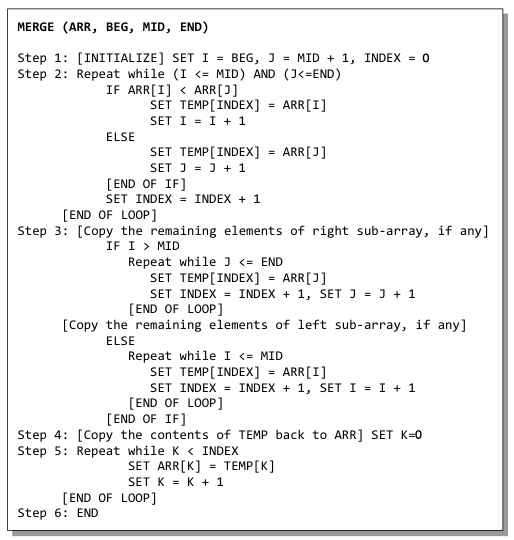 MERGE (ARR, BEG, MID, END)
Step 1: [INITIALIZE] SET I = BEG, J = MID + 1, INDEX = 0
Step 2: Repeat while (I <= MID) AND (J<=END)
IF ARR[I] < ARR[J]
SET TEMP[INDEX] = ARR[I]
SET I = I + 1
ELSE
SET TEMP[INDEX] = ARR[J]
SET J = J + 1
[END OF IF]
SET INDEX = INDEX + 1
[END OF LOOP]
Step 3: [Copy the remaining elements of right sub-array, if any]
IF I > MID
Repeat while J <= END
SET TEMP[INDEX] = ARR[J]
SET INDEX = INDEX + 1, SET J = J + 1
[END OF LOOP]
[Copy the remaining elements of left sub-array, if any]
ELSE
Repeat while I <= MID
SET TEMP[INDEX] = ARR[I]
SET INDEX = INDEX + 1, SET I = I + 1
[END OF LOOP]
[END OF IF]
Step 4: [Copy the contents of TEMP back to ARR] SET K=0
Step 5: Repeat while K < INDEX
SET ARR[K] = TEMP[K]
SET K = K + 1
[END OF LOOP]
Step 6: END